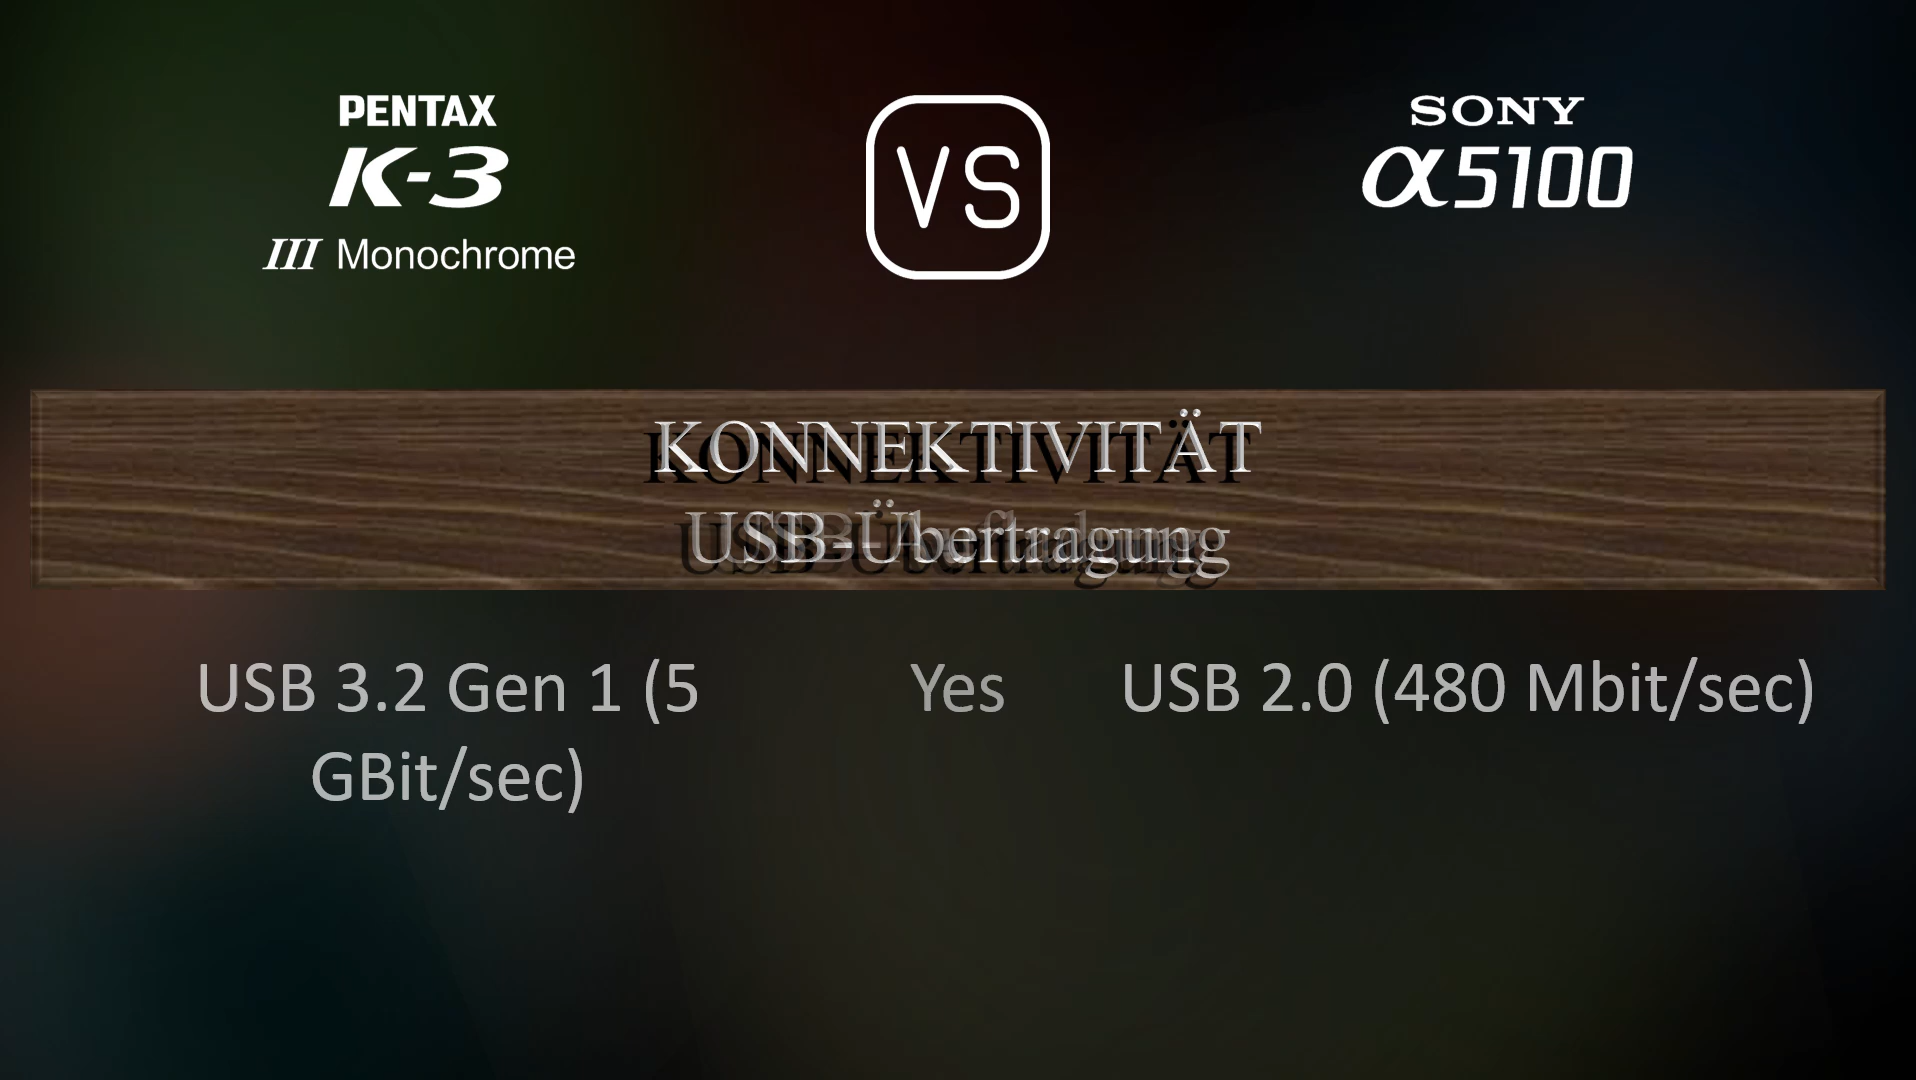 PENTAX
K-3
III Monochrome
VS
SONY
α5100
KONNEKTIVITÄT
USB-Übertragung
USB 3.2 Gen 1 (5
GBit/sec)
Yes
USB 2.0 (480 Mbit/sec)